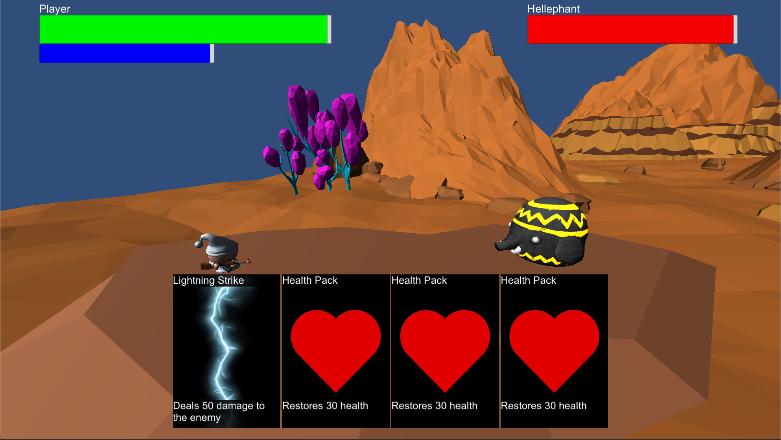 Player
Hellephant
Lightning Strike
Health Pack
Health Pack
Health Pack
Deals 50 damage to
the enemy
Restores 30 health
Restores 30 health
Restores 30 health